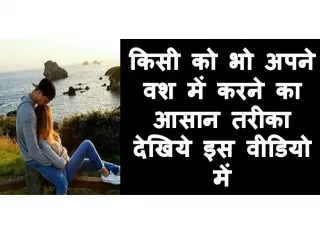 किसी को भो अपने
वश में करने का
आसान तरीका
देखिये इस वीडियो
में